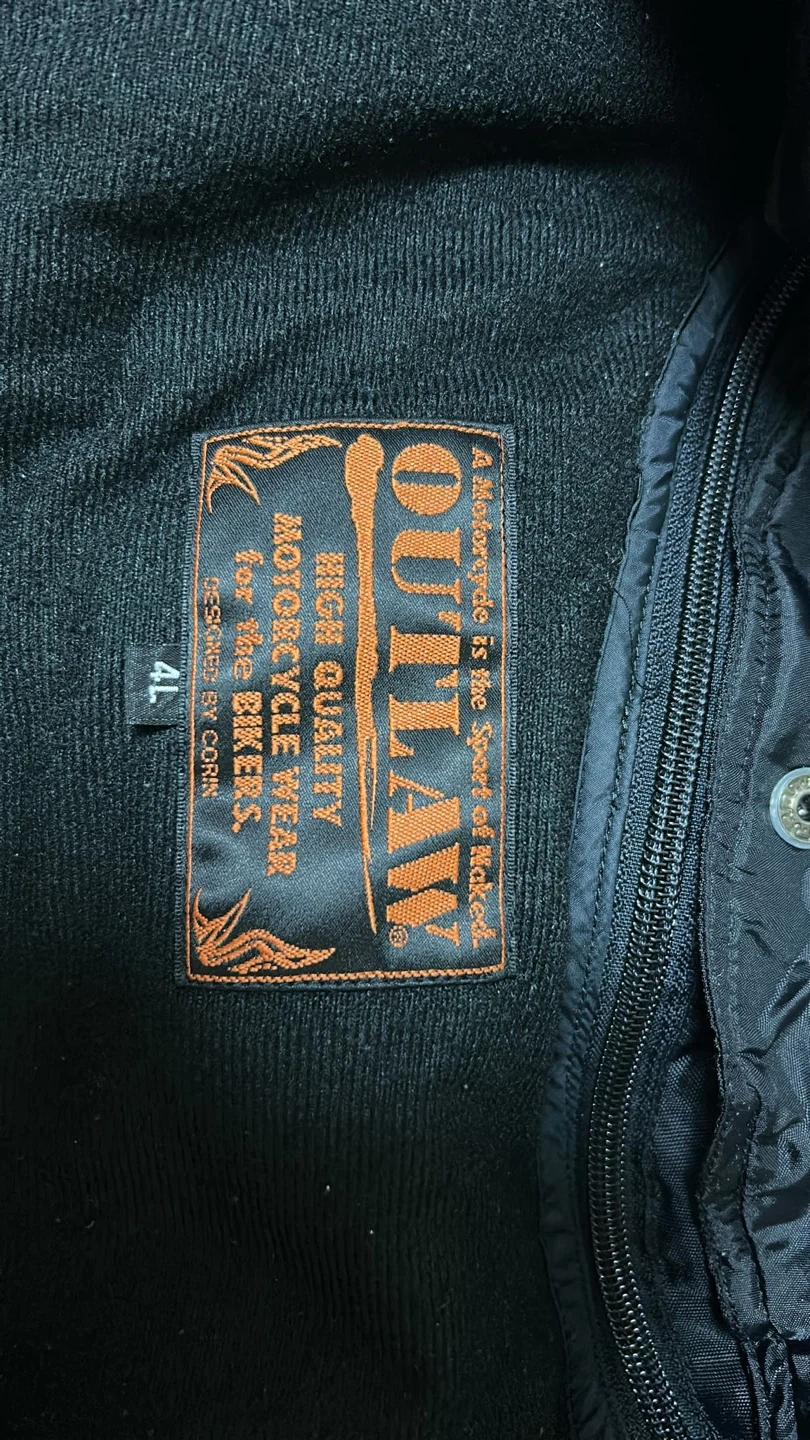 A Motorcycle is the Sport of Naked.
OUTLAW®
HIGH QUALITY
MOTORCYCLE WEAR
for the BIKERS.
DESIGNED BY CORIN
4L